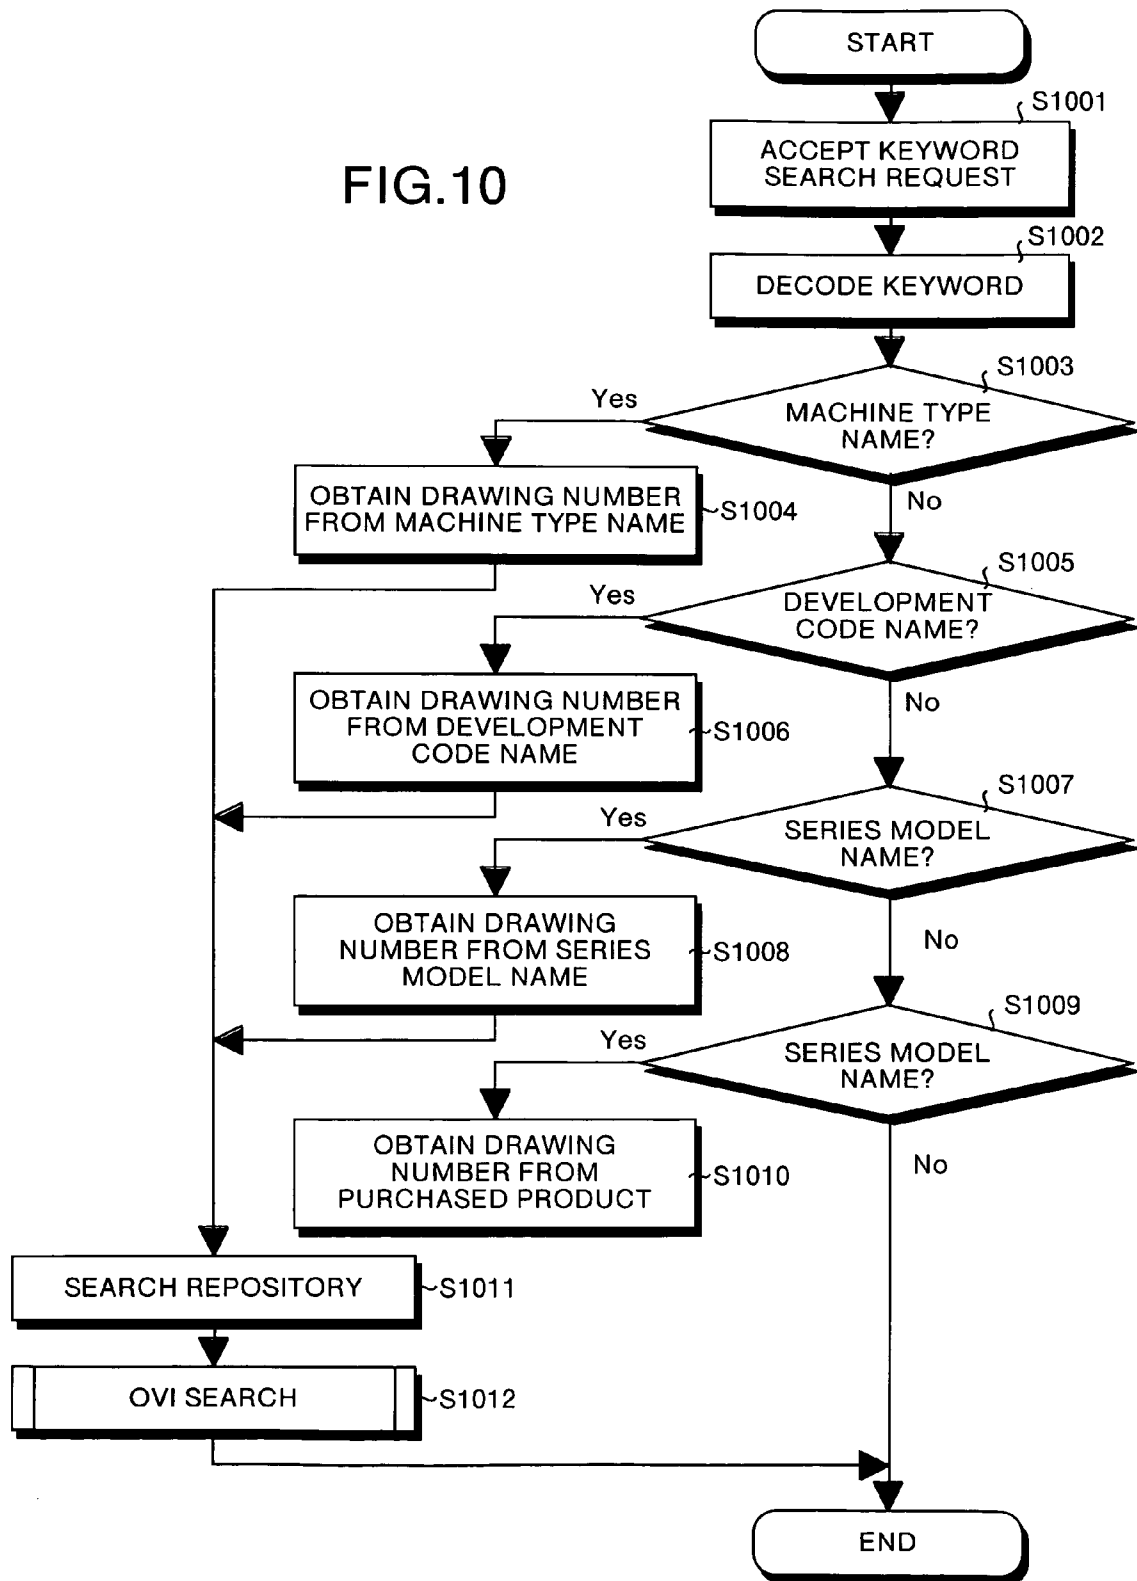 START
S1001
FIG.10
ACCEPT KEYWORD
SEARCH REQUEST
S1002
DECODE KEYWORD
S1003
Yes
MACHINE TYPE
NAME?
No
OBTAIN DRAWING NUMBER
FROM MACHINE TYPE NAME
S1004
S1005
Yes
DEVELOPMENT
CODE NAME?
No
OBTAIN DRAWING NUMBER
FROM DEVELOPMENT
CODE NAME
S1006
S1007
Yes
SERIES MODEL
NAME?
No
OBTAIN DRAWING
NUMBER FROM SERIES
MODEL NAME
S1008
S1009
Yes
SERIES MODEL
NAME?
No
OBTAIN DRAWING
NUMBER FROM
PURCHASED PRODUCT
S1010
SEARCH REPOSITORY
S1011
OVI SEARCH
S1012
END